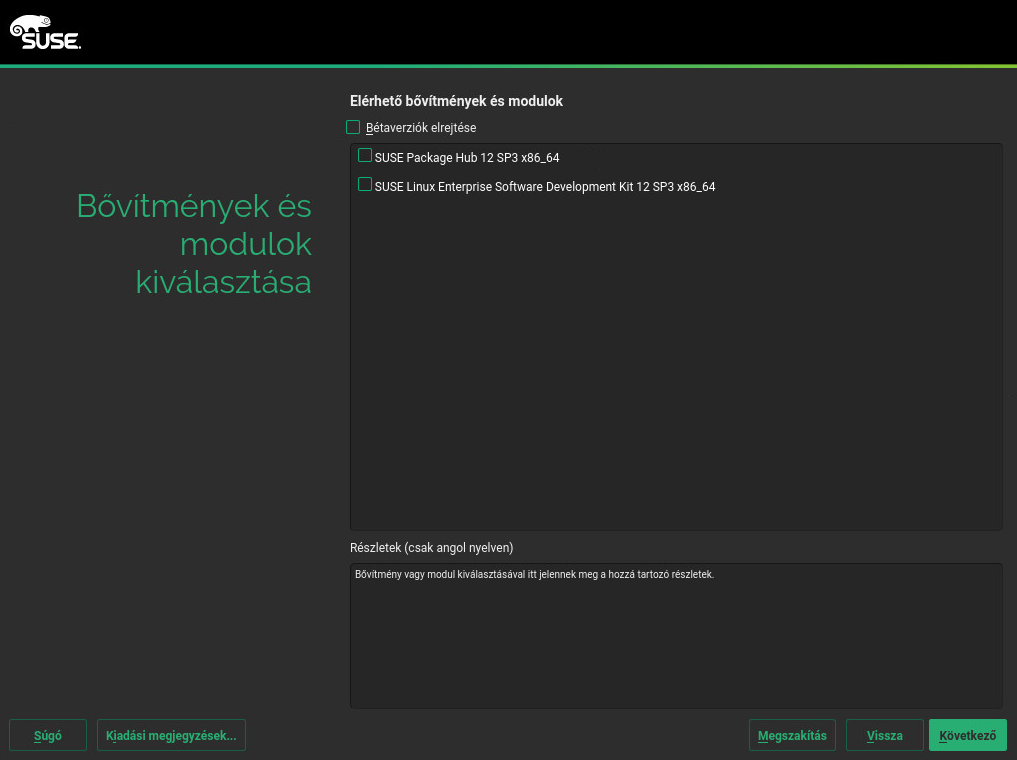 SUSE.
Elérhető bővítmények és modulok
Bétaverziók elrejtése
SUSE Package Hub 12 SP3 x86_64
SUSE Linux Enterprise Software Development Kit 12 SP3 x86_64
Bővítmények és
modulok
kiválasztása
Részletek (csak angol nyelven)
Bővítmény vagy modul kiválasztásával itt jelennek meg a hozzá tartozó részletek.
Súgó
Kiadási megjegyzések...
Megszakítás
Vissza
Következő